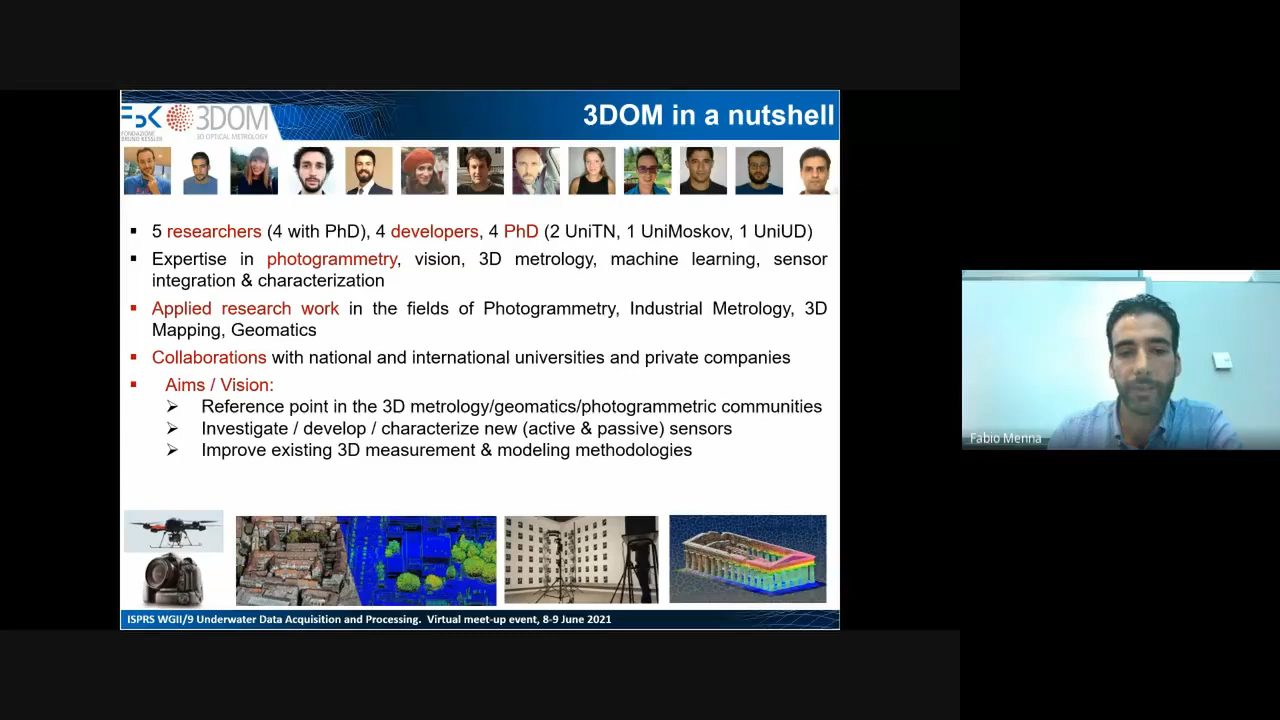 FBK
FONDAZIONE
BRUNO KESSLER
3DOM
3D OPTICAL METROLOGY
3DOM in a nutshell
5 researchers (4 with PhD), 4 developers, 4 PhD (2 UniTN, 1 UniMoskov, 1 UniUD)
Expertise in photogrammetry, vision, 3D metrology, machine learning, sensor
integration & characterization
Applied research work in the fields of Photogrammetry, Industrial Metrology, 3D
Mapping, Geomatics
Collaborations with national and international universities and private companies
Aims / Vision:
Reference point in the 3D metrology/geomatics/photogrammetric communities
Investigate / develop / characterize new (active & passive) sensors
Improve existing 3D measurement & modeling methodologies
ISPRS WGII/9 Underwater Data Acquisition and Processing. Virtual meet-up event, 8-9 June 2021
Fabio Menna